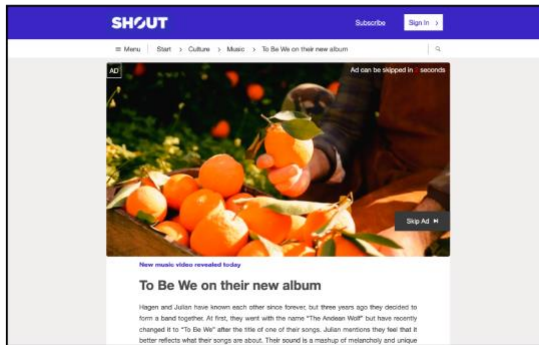 SHOUT
Subscribe
Sign In >
≡ Menu
Start > Culture > Music > To Be We on their new album
AD
Ad can be skipped in seconds
Skip Ad
New music video revealed today
To Be We on their new album
Hagen and Julian have known each other since forever, but three years ago they decided to
form a band together. At first, they went with the name "The Andean Wolf" but have recently
changed it to "To Be We" after the title of one of their songs. Julian mentions they feel that it
better reflects what their songs are about. Their sound is a mashup of melancholy and unique